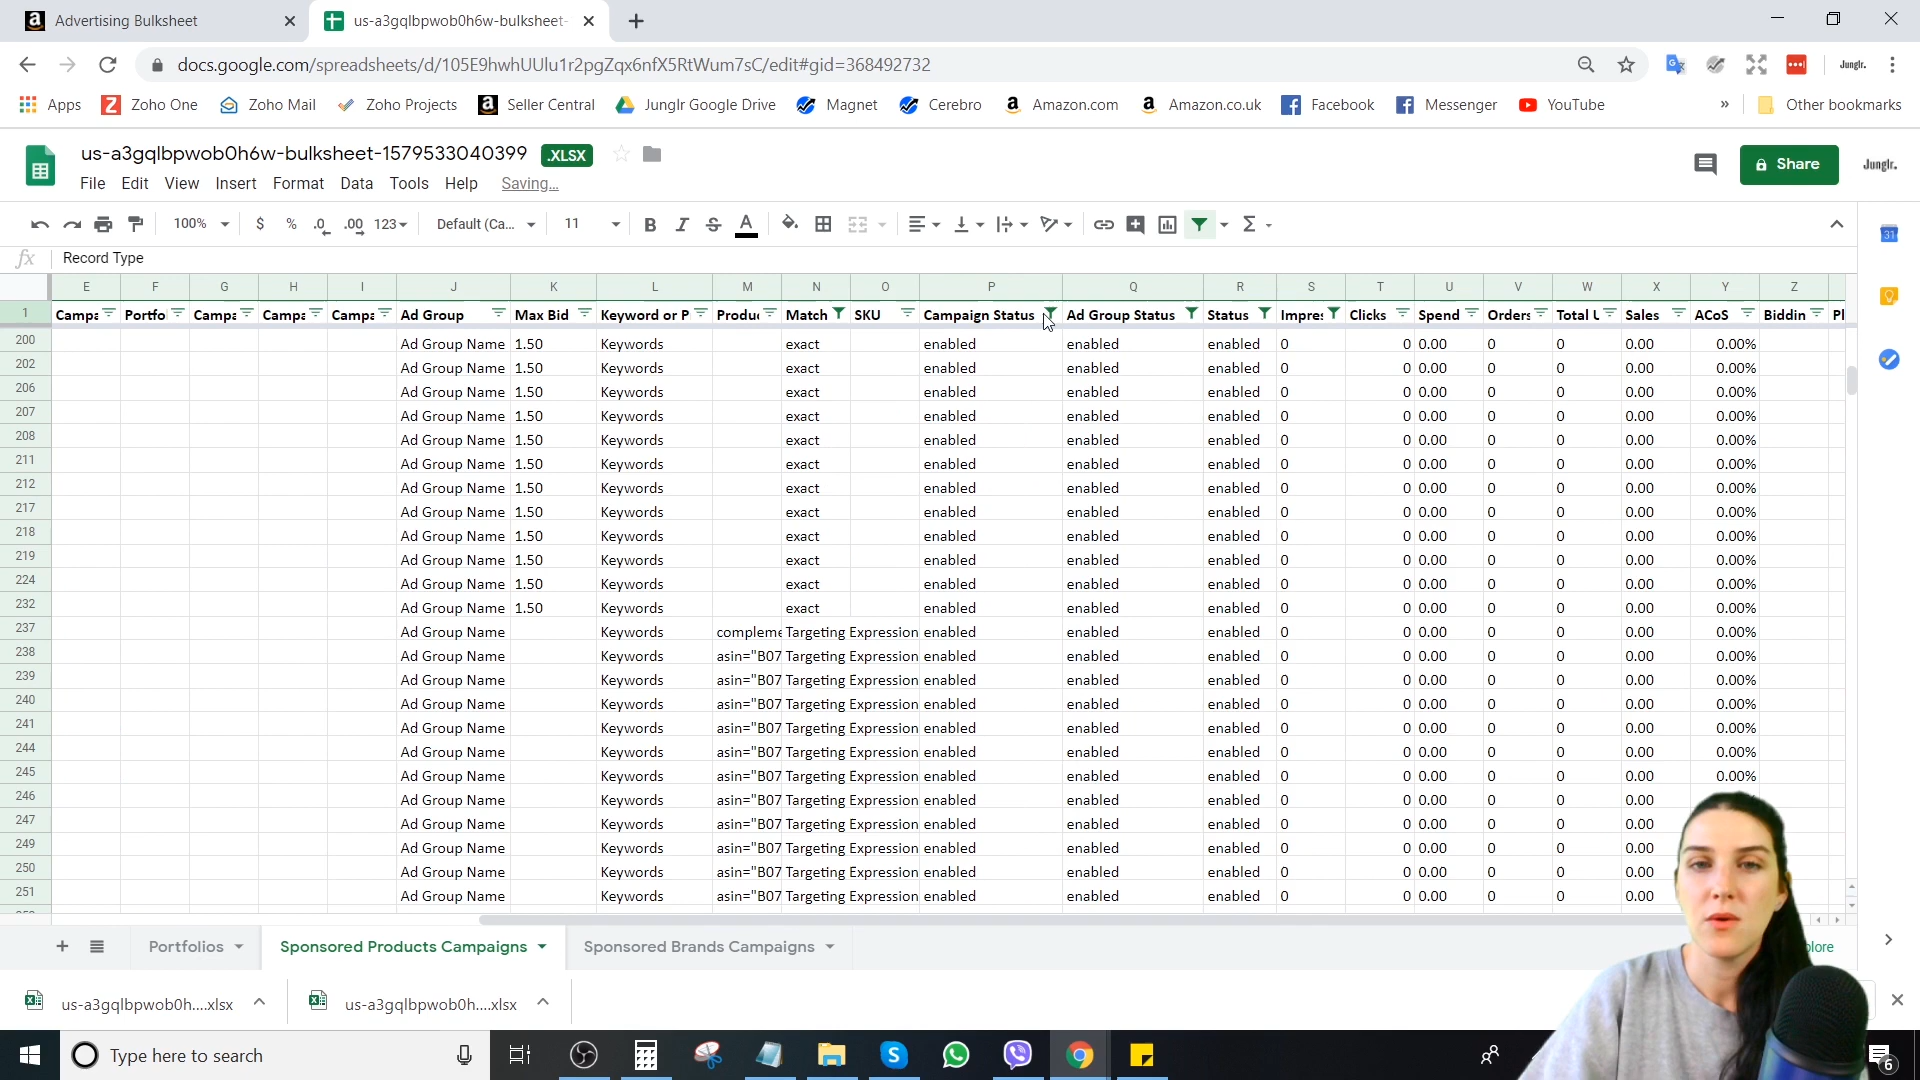 Advertising Bulksheet
us-a3gqlbpwob0h6w-bulksheet-
docs.google.com/spreadsheets/d/105E9hwhUUlu1r2pgZqx6nfX5RtWum7sC/edit#gid=368492732
Junglr.
Apps Zoho One Zoho Mail Zoho Projects Seller Central Junglr Google Drive Magnet Cerebro Amazon.com Amazon.co.uk Facebook Messenger YouTube » Other bookmarks
us-a3gqlbpwob0h6w-bulksheet-1579533040399 .XLSX
Share
Junglr.
File Edit View Insert Format Data Tools Help Saving...
100% $ % .0 .00 123 Default (Ca... 11 B I S A Σ
31
fx Record Type
E F G H I J K L M N O P Q R S T U V W X Y Z
1 Campa Portfo Campa Campa Campa Ad Group Max Bid Keyword or P Produc Match SKU Campaign Status Ad Group Status Status Impres Clicks Spend Orders Total U Sales ACoS Biddin Pl
200 Ad Group Name 1.50 Keywords exact enabled enabled enabled 0 0 0.00 0 0 0.00 0.00%
202 Ad Group Name 1.50 Keywords exact enabled enabled enabled 0 0 0.00 0 0 0.00 0.00%
206 Ad Group Name 1.50 Keywords exact enabled enabled enabled 0 0 0.00 0 0 0.00 0.00%
207 Ad Group Name 1.50 Keywords exact enabled enabled enabled 0 0 0.00 0 0 0.00 0.00%
208 Ad Group Name 1.50 Keywords exact enabled enabled enabled 0 0 0.00 0 0 0.00 0.00%
211 Ad Group Name 1.50 Keywords exact enabled enabled enabled 0 0 0.00 0 0 0.00 0.00%
212 Ad Group Name 1.50 Keywords exact enabled enabled enabled 0 0 0.00 0 0 0.00 0.00%
217 Ad Group Name 1.50 Keywords exact enabled enabled enabled 0 0 0.00 0 0 0.00 0.00%
218 Ad Group Name 1.50 Keywords exact enabled enabled enabled 0 0 0.00 0 0 0.00 0.00%
219 Ad Group Name 1.50 Keywords exact enabled enabled enabled 0 0 0.00 0 0 0.00 0.00%
224 Ad Group Name 1.50 Keywords exact enabled enabled enabled 0 0 0.00 0 0 0.00 0.00%
232 Ad Group Name 1.50 Keywords exact enabled enabled enabled 0 0 0.00 0 0 0.00 0.00%
237 Ad Group Name Keywords compleme Targeting Expression enabled enabled enabled 0 0 0.00 0 0 0.00 0.00%
238 Ad Group Name Keywords asin="B07 Targeting Expression enabled enabled enabled 0 0 0.00 0 0 0.00 0.00%
239 Ad Group Name Keywords asin="B07 Targeting Expression enabled enabled enabled 0 0 0.00 0 0 0.00 0.00%
240 Ad Group Name Keywords asin="B07 Targeting Expression enabled enabled enabled 0 0 0.00 0 0 0.00 0.00%
241 Ad Group Name Keywords asin="B07 Targeting Expression enabled enabled enabled 0 0 0.00 0 0 0.00 0.00%
244 Ad Group Name Keywords asin="B07 Targeting Expression enabled enabled enabled 0 0 0.00 0 0 0.00 0.00%
245 Ad Group Name Keywords asin="B07 Targeting Expression enabled enabled enabled 0 0 0.00 0 0 0.00 0.00%
246 Ad Group Name Keywords asin="B07 Targeting Expression enabled enabled enabled 0 0 0.00 0 0 0.00
247 Ad Group Name Keywords asin="B07 Targeting Expression enabled enabled enabled 0 0 0.00 0 0 0.00
249 Ad Group Name Keywords asin="B07 Targeting Expression enabled enabled enabled 0 0 0.00 0 0 0.00
250 Ad Group Name Keywords asin="B07 Targeting Expression enabled enabled enabled 0 0 0.00 0 0 0.00
251 Ad Group Name Keywords asin="B07 Targeting Expression enabled enabled enabled 0 0 0.00 0 0 0.00
Portfolios Sponsored Products Campaigns Sponsored Brands Campaigns plore
us-a3gqlbpwob0h....xlsx us-a3gqlbpwob0h....xlsx
Type here to search
6